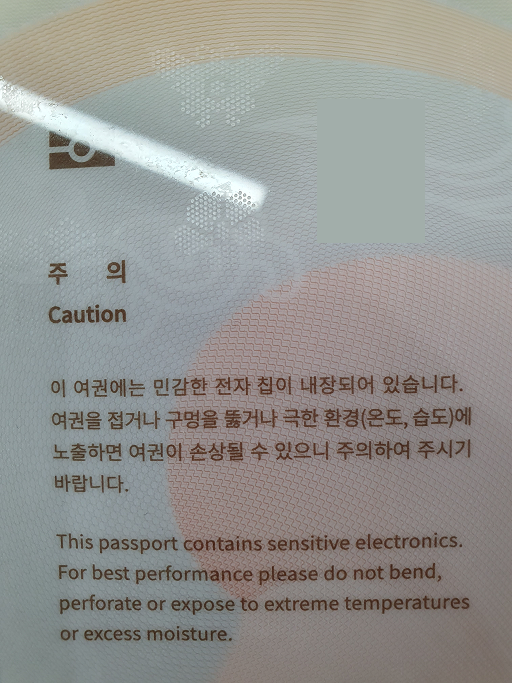 주 의
Caution
이 여권에는 민감한 전자 칩이 내장되어 있습니다.
여권을 접거나 구멍을 뚫거나 극한 환경(온도, 습도)에
노출하면 여권이 손상될 수 있으니 주의하여 주시기
바랍니다.
This passport contains sensitive electronics.
For best performance please do not bend,
perforate or expose to extreme temperatures
or excess moisture.